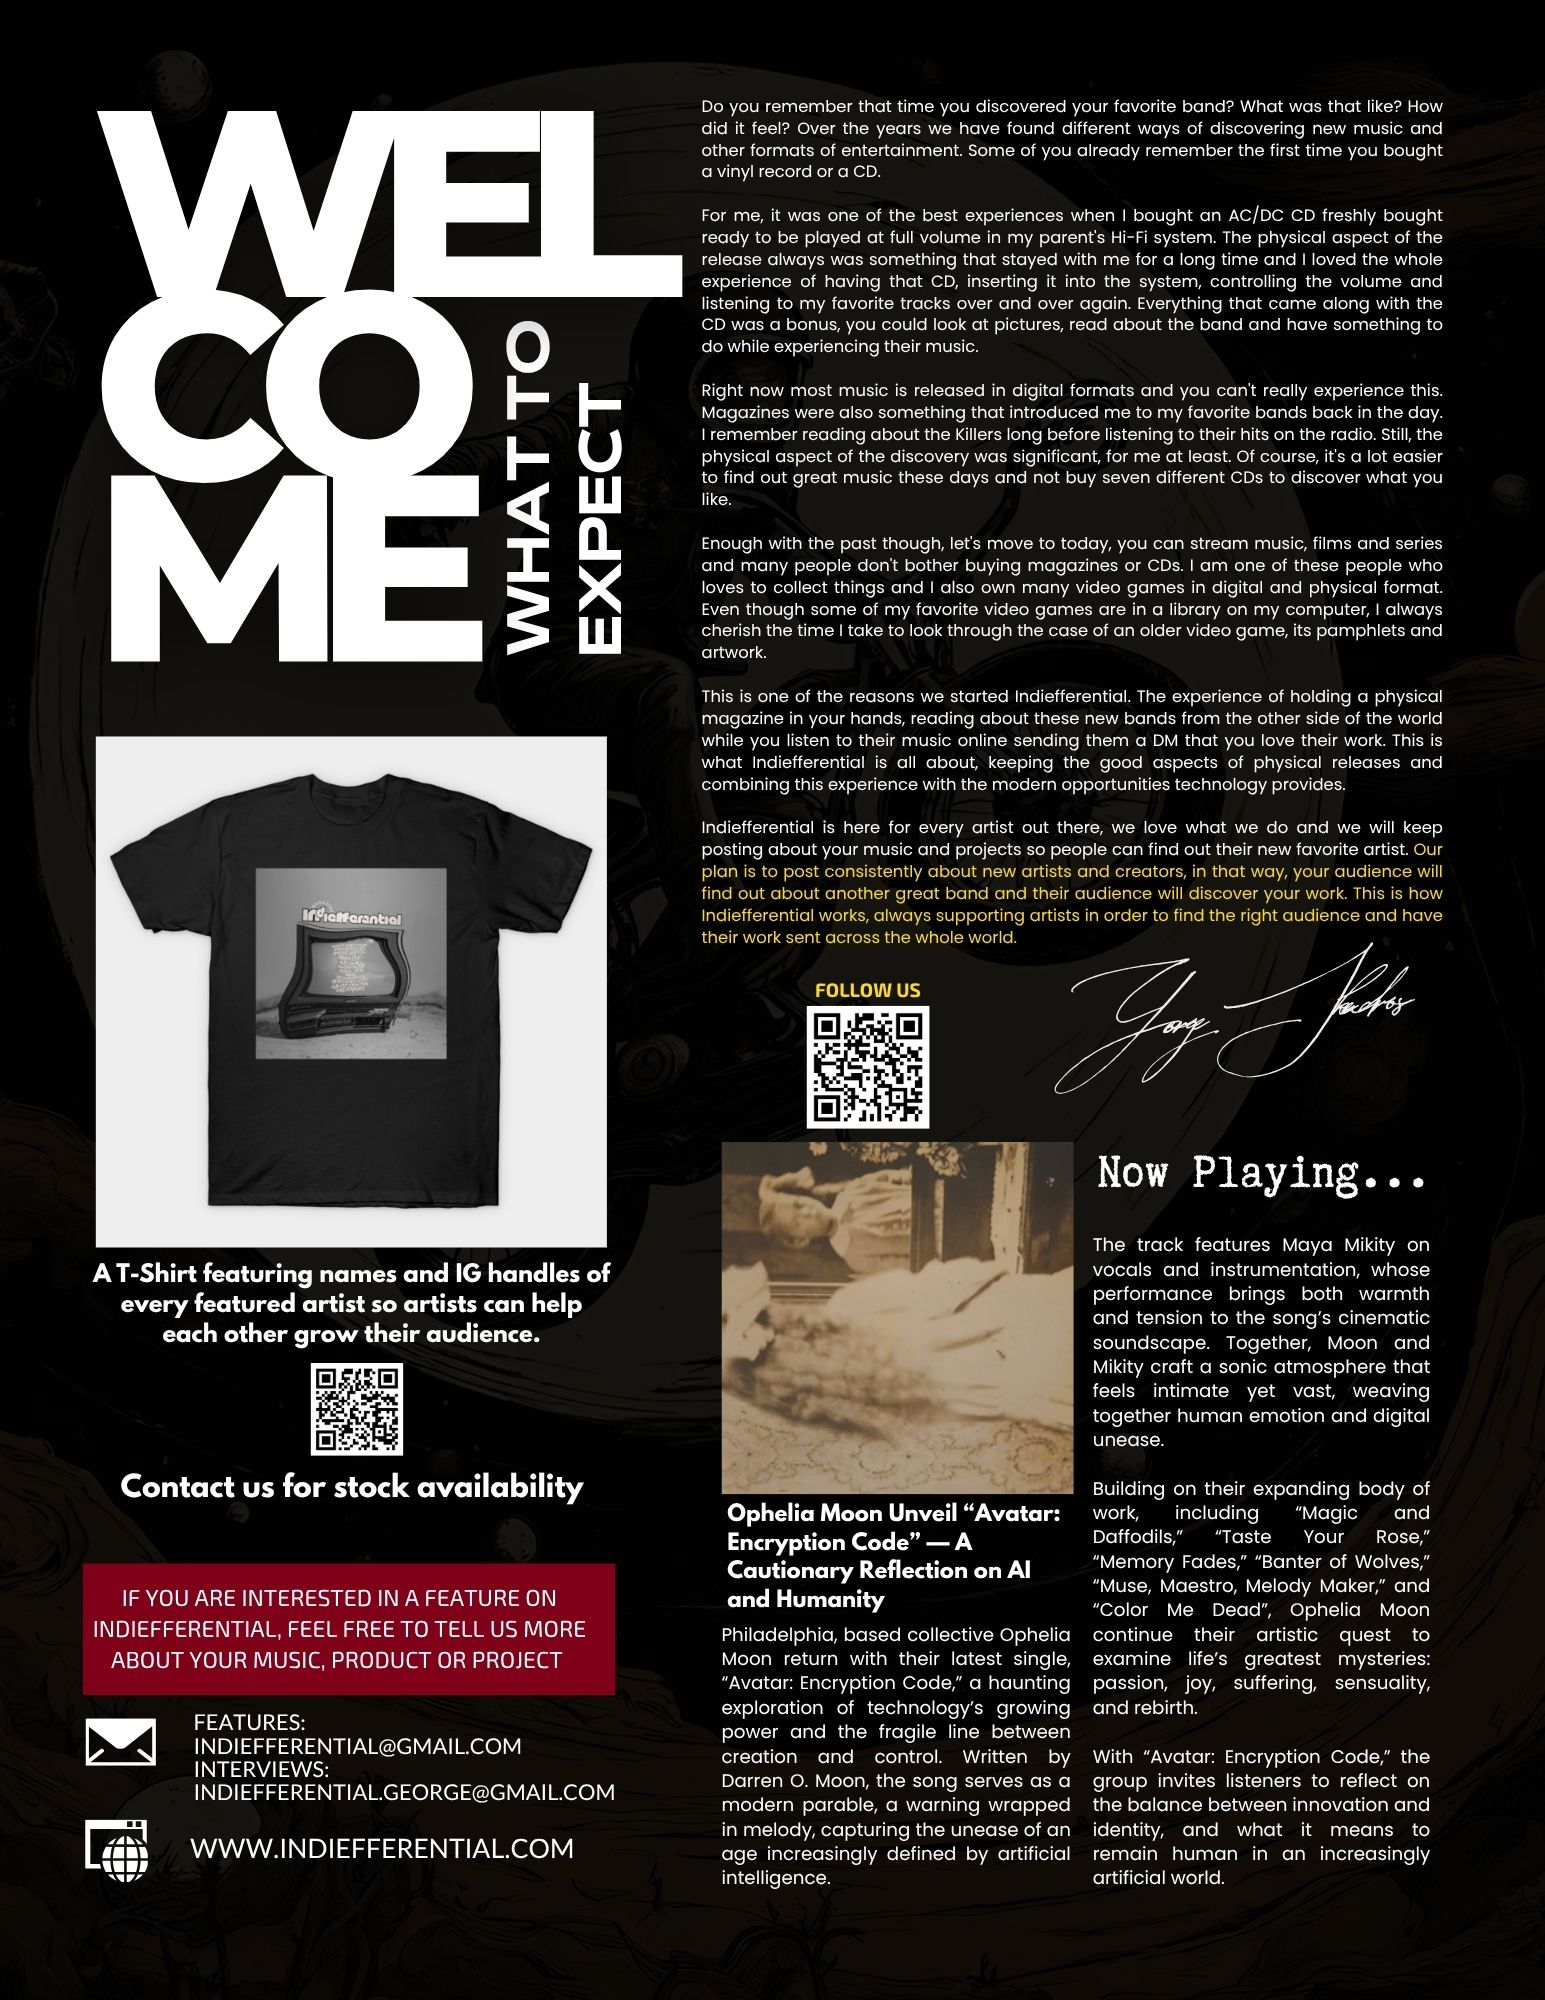 WEL
CO
ME
WHAT TO
EXPECT
Do you remember that time you discovered your favorite band? What was that like? How
did it feel? Over the years we have found different ways of discovering new music and
other formats of entertainment. Some of you already remember the first time you bought
a vinyl record or a CD.
For me, it was one of the best experiences when I bought an AC/DC CD freshly bought
ready to be played at full volume in my parent's Hi-Fi system. The physical aspect of the
release always was something that stayed with me for a long time and I loved the whole
experience of having that CD, inserting it into the system, controlling the volume and
listening to my favorite tracks over and over again. Everything that came along with the
CD was a bonus, you could look at pictures, read about the band and have something to
do while experiencing their music.
Right now most music is released in digital formats and you can't really experience this.
Magazines were also something that introduced me to my favorite bands back in the day.
I remember reading about the Killers long before listening to their hits on the radio. Still, the
physical aspect of the discovery was significant, for me at least. Of course, it's a lot easier
to find out great music these days and not buy seven different CDs to discover what you
like.
Enough with the past though, let's move to today, you can stream music, films and series
and many people don't bother buying magazines or CDs. I am one of these people who
loves to collect things and I also own many video games in digital and physical format.
Even though some of my favorite video games are in a library on my computer, I always
cherish the time I take to look through the case of an older video game, its pamphlets and
artwork.
This is one of the reasons we started Indiefferential. The experience of holding a physical
magazine in your hands, reading about these new bands from the other side of the world
while you listen to their music online sending them a DM that you love their work. This is
what Indiefferential is all about, keeping the good aspects of physical releases and
combining this experience with the modern opportunities technology provides.
Indiefferential is here for every artist out there, we love what we do and we will keep
posting about your music and projects so people can find out their new favorite artist. Our
plan is to post consistently about new artists and creators, in that way, your audience will
find out about another great band and their audience will discover your work. This is how
Indiefferential works, always supporting artists in order to find the right audience and have
their work sent across the whole world.
FOLLOW US
Indiefferential
A T-Shirt featuring names and IG handles of
every featured artist so artists can help
each other grow their audience.
Contact us for stock availability
IF YOU ARE INTERESTED IN A FEATURE ON
INDIEFFERENTIAL, FEEL FREE TO TELL US MORE
ABOUT YOUR MUSIC, PRODUCT OR PROJECT
FEATURES:
INDIEFFERENTIAL@GMAIL.COM
INTERVIEWS:
INDIEFFERENTIAL.GEORGE@GMAIL.COM
WWW.INDIEFFERENTIAL.COM
Ophelia Moon Unveil “Avatar:
Encryption Code” — A
Cautionary Reflection on AI
and Humanity
Philadelphia, based collective Ophelia
Moon return with their latest single,
“Avatar: Encryption Code,” a haunting
exploration of technology’s growing
power and the fragile line between
creation and control. Written by
Darren O. Moon, the song serves as a
modern parable, a warning wrapped
in melody, capturing the unease of an
age increasingly defined by artificial
intelligence.
Now Playing...
The track features Maya Mikity on
vocals and instrumentation, whose
performance brings both warmth
and tension to the song’s cinematic
soundscape. Together, Moon and
Mikity craft a sonic atmosphere that
feels intimate yet vast, weaving
together human emotion and digital
unease.
Building on their expanding body of
work, including “Magic and
Daffodils,” “Taste Your Rose,”
“Memory Fades,” “Banter of Wolves,”
“Muse, Maestro, Melody Maker,” and
“Color Me Dead”, Ophelia Moon
continue their artistic quest to
examine life’s greatest mysteries:
passion, joy, suffering, sensuality,
and rebirth.
With “Avatar: Encryption Code,” the
group invites listeners to reflect on
the balance between innovation and
identity, and what it means to
remain human in an increasingly
artificial world.